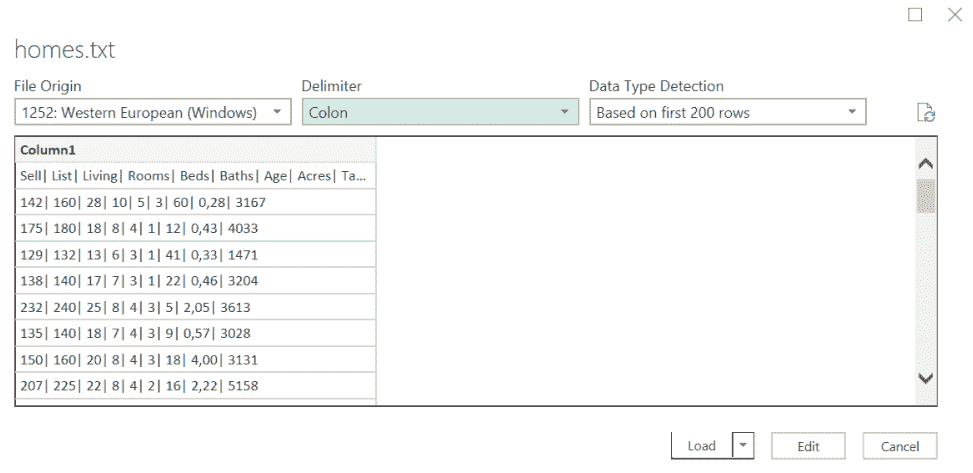 homes.txt
File Origin Delimiter Data Type Detection
1252: Western European (Windows) Colon Based on first 200 rows
Column1
Sell| List| Living| Rooms| Beds| Baths| Age| Acres| Ta...
142| 160| 28| 10| 5| 3| 60| 0,28| 3167
175| 180| 18| 8| 4| 1| 12| 0,43| 4033
129| 132| 13| 6| 3| 1| 41| 0,33| 1471
138| 140| 17| 7| 3| 1| 22| 0,46| 3204
232| 240| 25| 8| 4| 3| 5| 2,05| 3613
135| 140| 18| 7| 4| 3| 9| 0,57| 3028
150| 160| 20| 8| 4| 3| 18| 4,00| 3131
207| 225| 22| 8| 4| 2| 16| 2,22| 5158
Load Edit Cancel